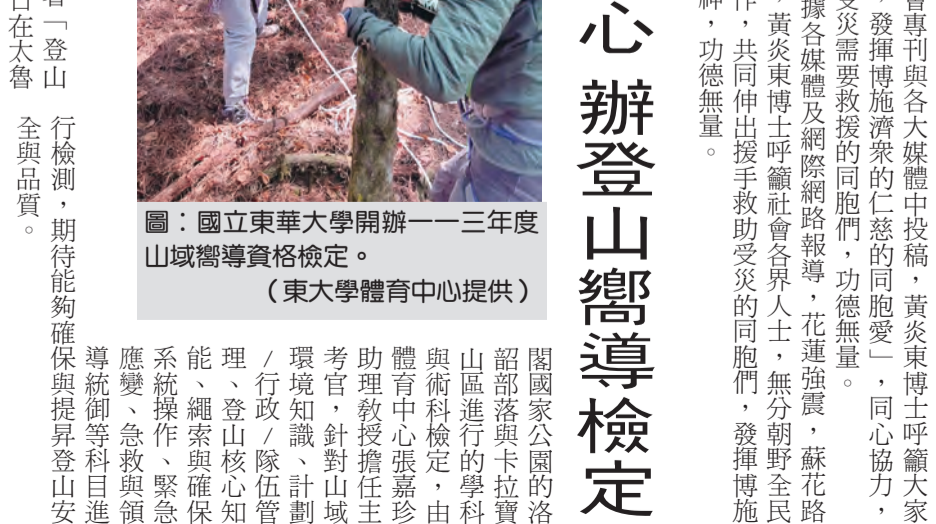 會專刊與各大媒體中投稿，黃炎東博士呼籲大家
，發揮博施濟衆的仁慈的同胞愛」，同心協力，
受災需要救援的同胞們，功德無量。
據各媒體及網際網路報導，花蓮強震，蘇花路
，黃炎東博士呼籲社會各界人士，無分朝野全民
作，共同伸出援手救助受災的同胞們，發揮博施
神，功德無量。
心 辦登山嚮導檢定
圖：國立東華大學開辦一一三年度
山域嚮導資格檢定。
（東大學體育中心提供）
「登山
日在太魯
閣國家公園的洛
韶部落與卡拉寶
山區進行的學科
與術科檢定，由
體育中心張嘉珍
助理教授擔任主
考官，針對山域
環境知識、計劃
/行政/隊伍管
理、登山核心知
能、繩索與確保
系統操作、緊急
應變、急救與領
導統御等科目進
行檢測，期待能夠確保與提昇登山安
全與品質。